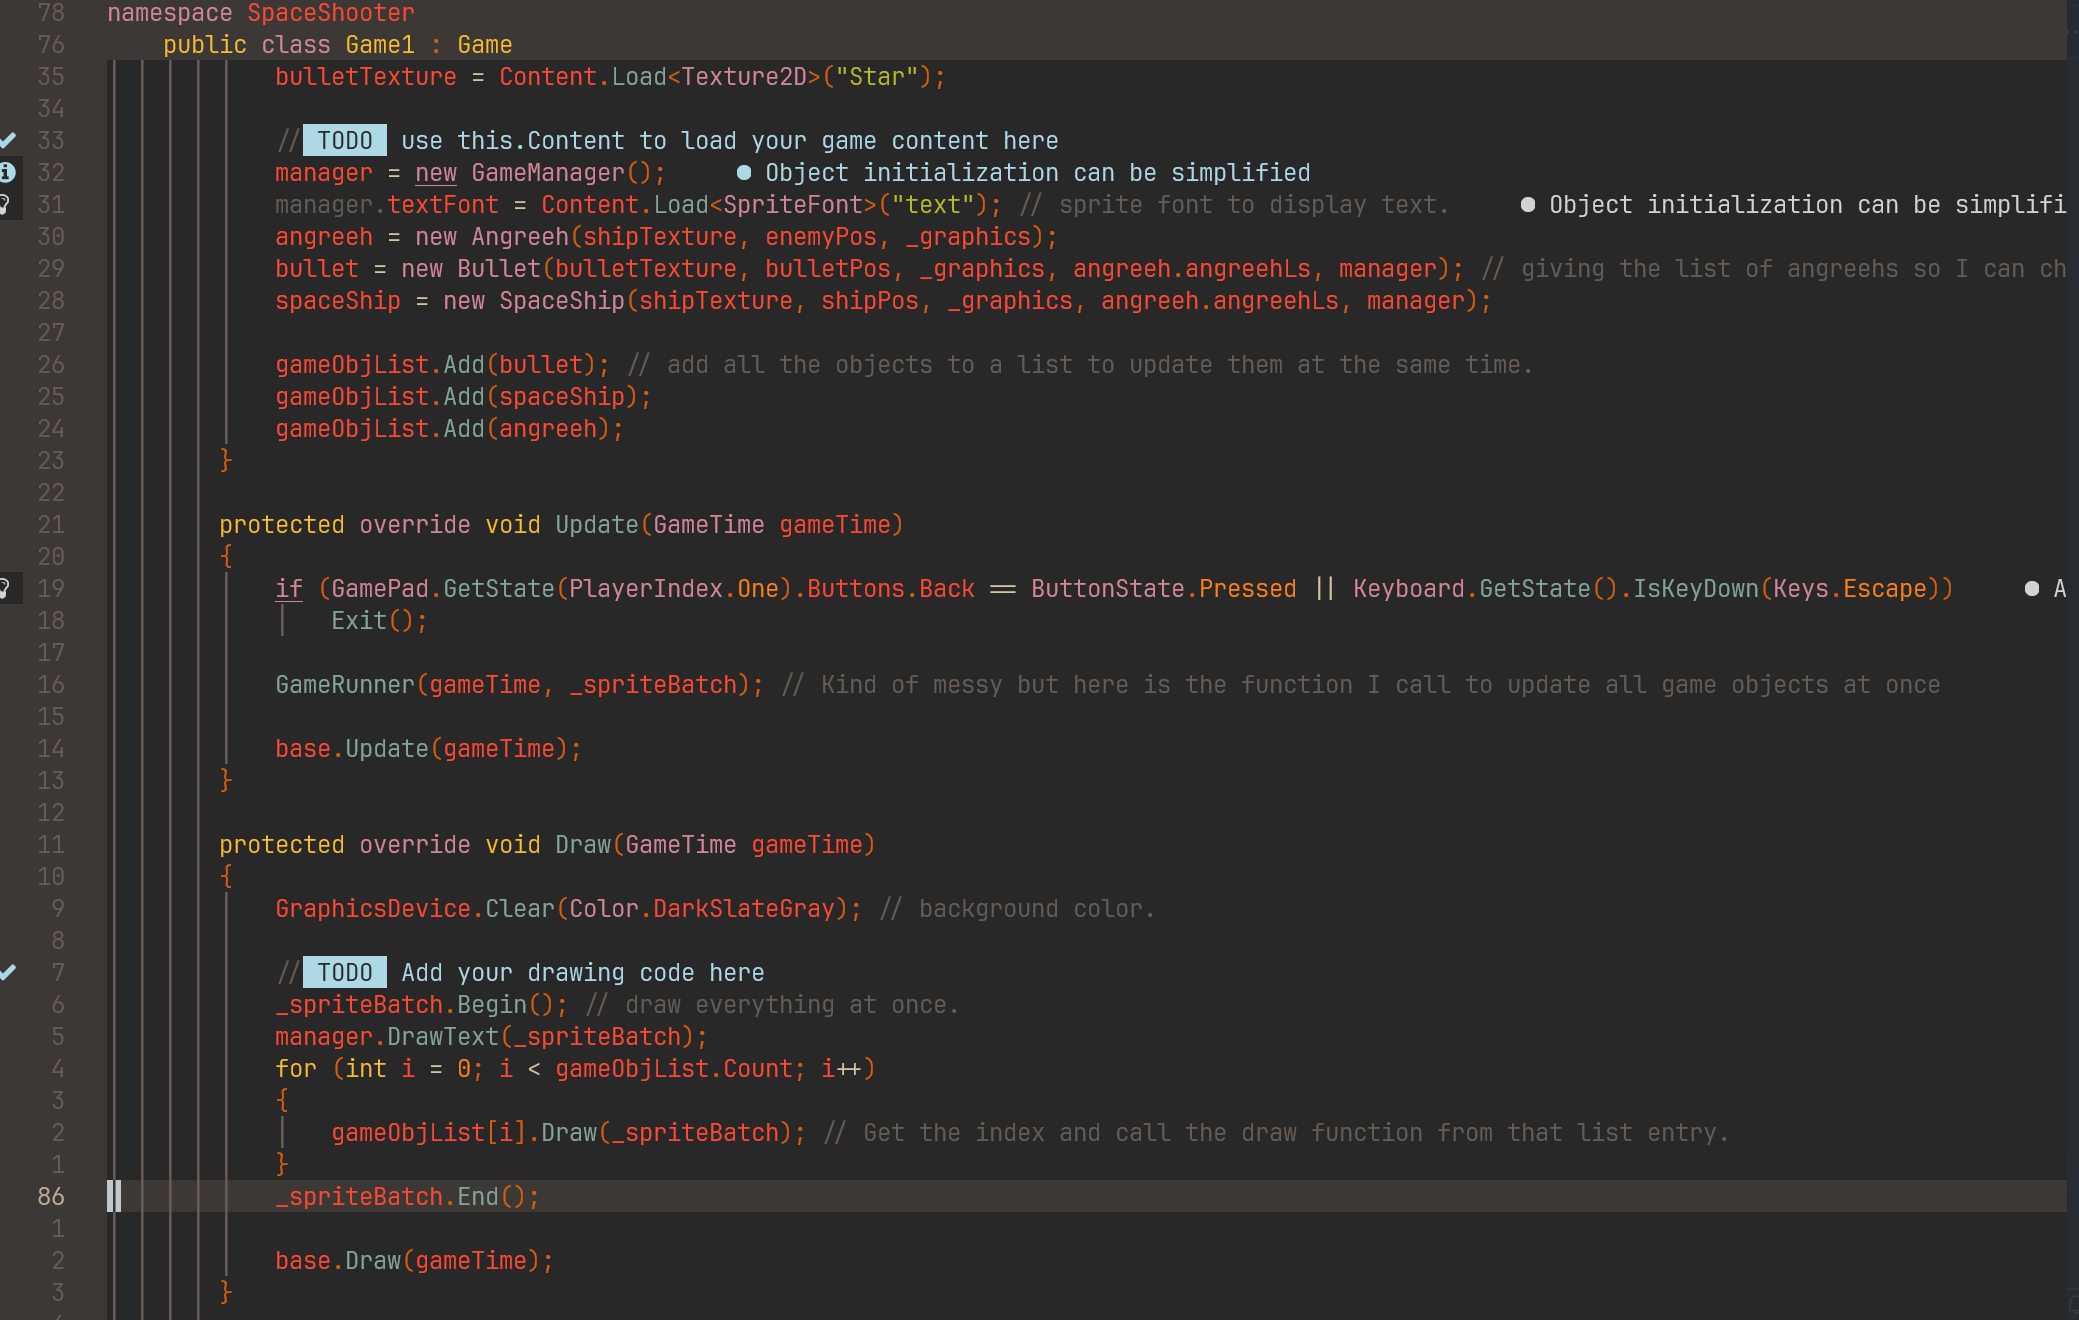 78 namespace SpaceShooter
76 public class Game1 : Game
35 bulletTexture = Content.Load<Texture2D>("Star");
34
33 // TODO use this.Content to load your game content here
32 manager = new GameManager(); ● Object initialization can be simplified
31 manager.textFont = Content.Load<SpriteFont>("text"); // sprite font to display text. ● Object initialization can be simplifi
30 angreeh = new Angreeh(shipTexture, enemyPos, _graphics);
29 bullet = new Bullet(bulletTexture, bulletPos, _graphics, angreeh.angreehLs, manager); // giving the list of angreehs so I can ch
28 spaceShip = new SpaceShip(shipTexture, shipPos, _graphics, angreeh.angreehLs, manager);
27
26 gameObjList.Add(bullet); // add all the objects to a list to update them at the same time.
25 gameObjList.Add(spaceShip);
24 gameObjList.Add(angreeh);
23 }
22
21 protected override void Update(GameTime gameTime)
20 {
19 if (GamePad.GetState(PlayerIndex.One).Buttons.Back == ButtonState.Pressed || Keyboard.GetState().IsKeyDown(Keys.Escape)) ● A
18 Exit();
17
16 GameRunner(gameTime, _spriteBatch); // Kind of messy but here is the function I call to update all game objects at once
15
14 base.Update(gameTime);
13 }
12
11 protected override void Draw(GameTime gameTime)
10 {
9 GraphicsDevice.Clear(Color.DarkSlateGray); // background color.
8
7 // TODO Add your drawing code here
6 _spriteBatch.Begin(); // draw everything at once.
5 manager.DrawText(_spriteBatch);
4 for (int i = 0; i < gameObjList.Count; i++)
3 {
2 gameObjList[i].Draw(_spriteBatch); // Get the index and call the draw function from that list entry.
1 }
86 _spriteBatch.End();
1
2 base.Draw(gameTime);
3 }